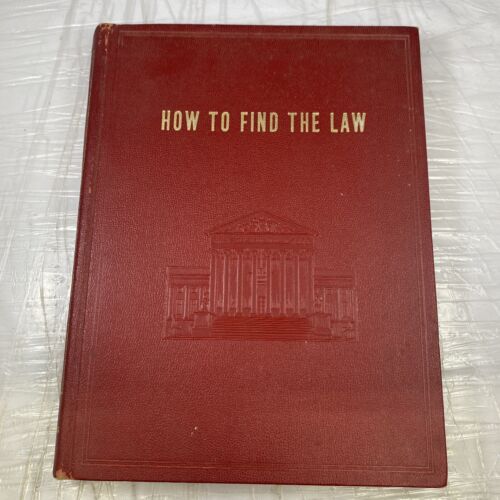 HOW TO FIND THE LAW